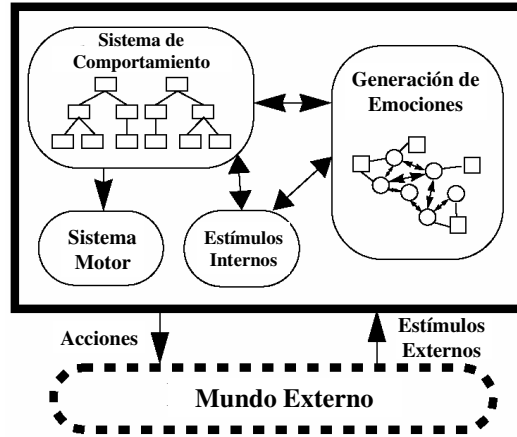 Sistema de
Comportamiento
Generación de
Emociones
Sistema
Motor
Estímulos
Internos
Acciones
Estímulos
Externos
Mundo Externo